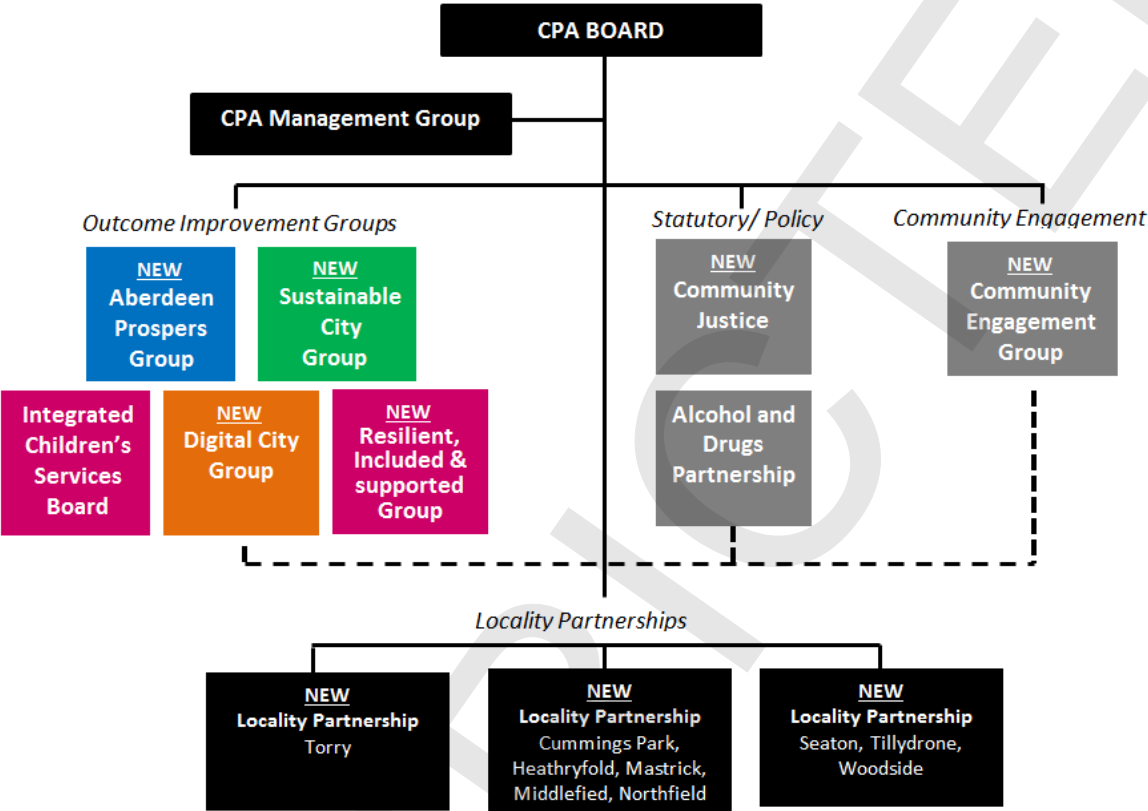 CPA BOARD
CPA Management Group
Outcome Improvement Groups
NEW
Aberdeen
Prospers
Group
NEW
Sustainable
City
Group
Integrated
Children’s
Services
Board
NEW
Digital City
Group
NEW
Resilient,
Included &
supported
Group
Statutory/ Policy
NEW
Community
Justice
Alcohol and
Drugs
Partnership
Community Engagement
NEW
Community
Engagement
Group
Locality Partnerships
NEW
Locality Partnership
Torry
NEW
Locality Partnership
Cummings Park,
Heathryfold, Mastrick,
Middlefied, Northfield
NEW
Locality Partnership
Seaton, Tillydrone,
Woodside